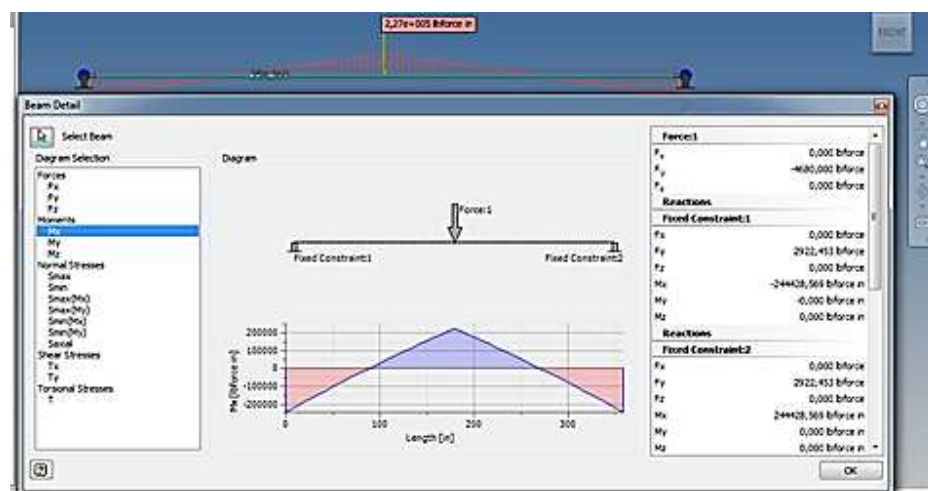 2,27e+005 lbforce in
FRONT
Beam Detail
Select Beam
Diagram Selection
Forces
Fx
Fy
Fz
Moments
Mx
My
Mz
Normal Stresses
Smax
Smin
Smax(Mx)
Smax(My)
Smin(Mx)
Smin(My)
Saxial
Shear Stresses
Tx
Ty
Torsional Stresses
T
Diagram
Force:1
Fixed Constraint:1
Fixed Constraint:2
Mx [lbforce in]
200000
100000
0
-100000
-200000
0
100
200
300
Length [in]
Force:1
Fx 0,000 lbforce
Fy -4680,000 lbforce
Fz 0,000 lbforce
Reactions
Fixed Constraint:1
Fx 0,000 lbforce
Fy 2922,453 lbforce
Fz 0,000 lbforce
Mx -244428,569 lbforce in
My -0,000 lbforce in
Mz 0,000 lbforce in
Reactions
Fixed Constraint:2
Fx 0,000 lbforce
Fy 2922,453 lbforce
Fz 0,000 lbforce
Mx 244428,569 lbforce in
My 0,000 lbforce in
Mz 0,000 lbforce in
OK